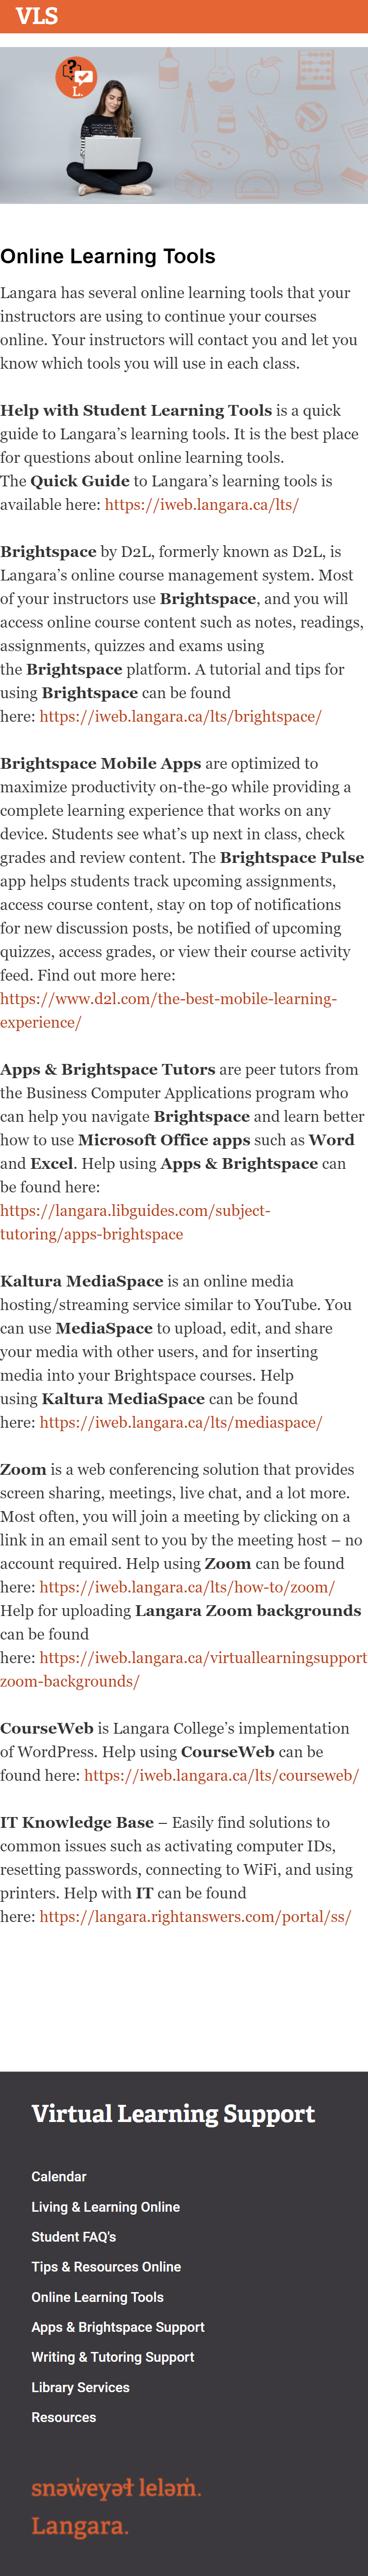 VLS
?
L.
Online Learning Tools
Langara has several online learning tools that your
instructors are using to continue your courses
online. Your instructors will contact you and let you
know which tools you will use in each class.
Help with Student Learning Tools is a quick
guide to Langara’s learning tools. It is the best place
for questions about online learning tools.
The Quick Guide to Langara’s learning tools is
available here: https://iweb.langara.ca/lts/
Brightspace by D2L, formerly known as D2L, is
Langara’s online course management system. Most
of your instructors use Brightspace, and you will
access online course content such as notes, readings,
assignments, quizzes and exams using
the Brightspace platform. A tutorial and tips for
using Brightspace can be found
here: https://iweb.langara.ca/lts/brightspace/
Brightspace Mobile Apps are optimized to
maximize productivity on-the-go while providing a
complete learning experience that works on any
device. Students see what’s up next in class, check
grades and review content. The Brightspace Pulse
app helps students track upcoming assignments,
access course content, stay on top of notifications
for new discussion posts, be notified of upcoming
quizzes, access grades, or view their course activity
feed. Find out more here:
https://www.d2l.com/the-best-mobile-learning-
experience/
Apps & Brightspace Tutors are peer tutors from
the Business Computer Applications program who
can help you navigate Brightspace and learn better
how to use Microsoft Office apps such as Word
and Excel. Help using Apps & Brightspace can
be found here:
https://langara.libguides.com/subject-
tutoring/apps-brightspace
Kaltura MediaSpace is an online media
hosting/streaming service similar to YouTube. You
can use MediaSpace to upload, edit, and share
your media with other users, and for inserting
media into your Brightspace courses. Help
using Kaltura MediaSpace can be found
here: https://iweb.langara.ca/lts/mediaspace/
Zoom is a web conferencing solution that provides
screen sharing, meetings, live chat, and a lot more.
Most often, you will join a meeting by clicking on a
link in an email sent to you by the meeting host – no
account required. Help using Zoom can be found
here: https://iweb.langara.ca/lts/how-to/zoom/
Help for uploading Langara Zoom backgrounds
can be found
here: https://iweb.langara.ca/virtuallearningsupport
zoom-backgrounds/
CourseWeb is Langara College’s implementation
of WordPress. Help using CourseWeb can be
found here: https://iweb.langara.ca/lts/courseweb/
IT Knowledge Base – Easily find solutions to
common issues such as activating computer IDs,
resetting passwords, connecting to WiFi, and using
printers. Help with IT can be found
here: https://langara.rightanswers.com/portal/ss/
Virtual Learning Support
Calendar
Living & Learning Online
Student FAQ's
Tips & Resources Online
Online Learning Tools
Apps & Brightspace Support
Writing & Tutoring Support
Library Services
Resources
snəw̓eyəɬ leləm̓.
Langara.